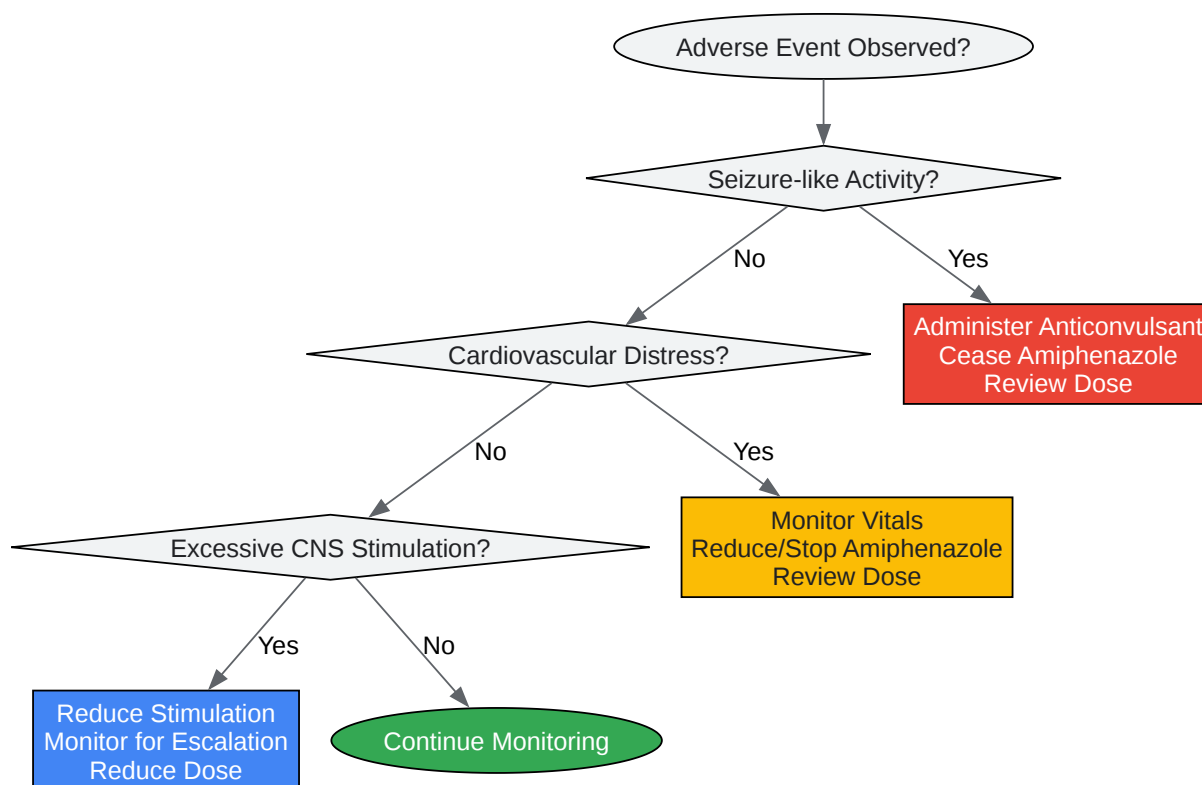 Adverse Event Observed?
Seizure-like Activity?
No
Yes
Administer Anticonvulsant
Cease Amiphenazole
Review Dose
Cardiovascular Distress?
No
Yes
Monitor Vitals
Reduce/Stop Amiphenazole
Review Dose
Excessive CNS Stimulation?
Yes
No
Reduce Stimulation
Monitor for Escalation
Reduce Dose
Continue Monitoring